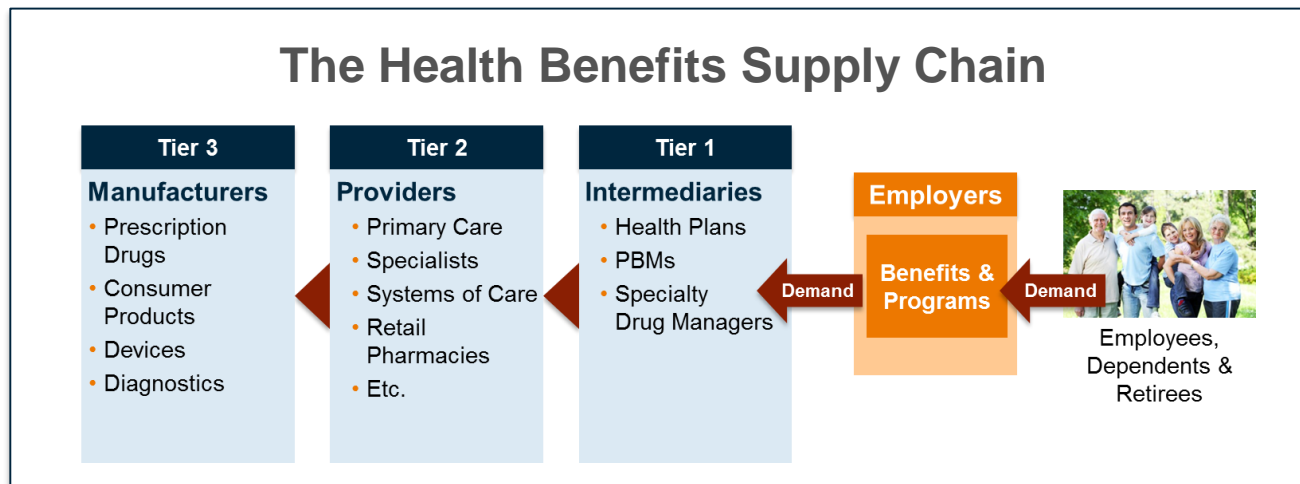 The Health Benefits Supply Chain
Tier 3
Manufacturers
• Prescription
Drugs
• Consumer
Products
• Devices
• Diagnostics
Tier 2
Providers
• Primary Care
• Specialists
• Systems of Care
• Retail
Pharmacies
• Etc.
Tier 1
Intermediaries
• Health Plans
• PBMs
• Specialty
Drug Managers
Demand
Employers
Benefits &
Programs
Demand
Employees,
Dependents &
Retirees